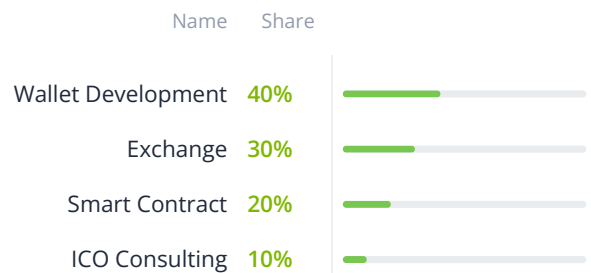 Name Share
Wallet Development 40%
Exchange 30%
Smart Contract 20%
ICO Consulting 10%